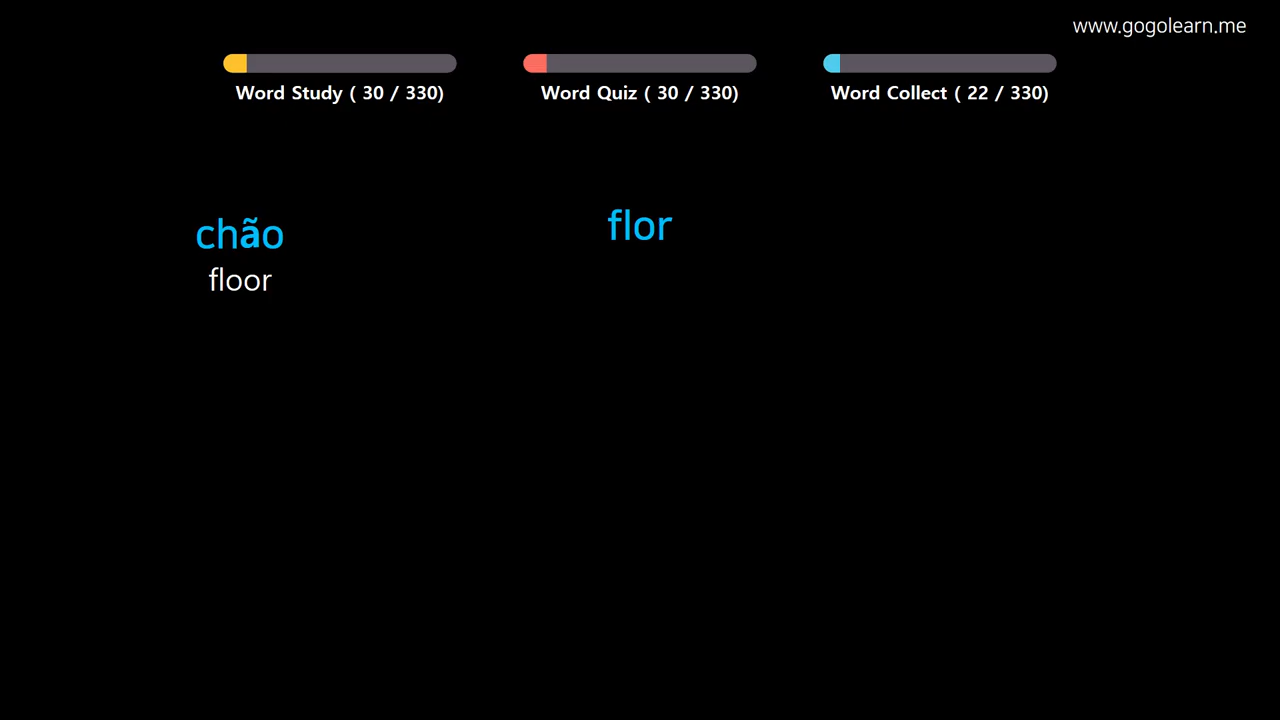 www.gogolearn.me
Word Study ( 30 / 330)
Word Quiz ( 30 / 330)
Word Collect ( 22 / 330)
chão
floor
flor